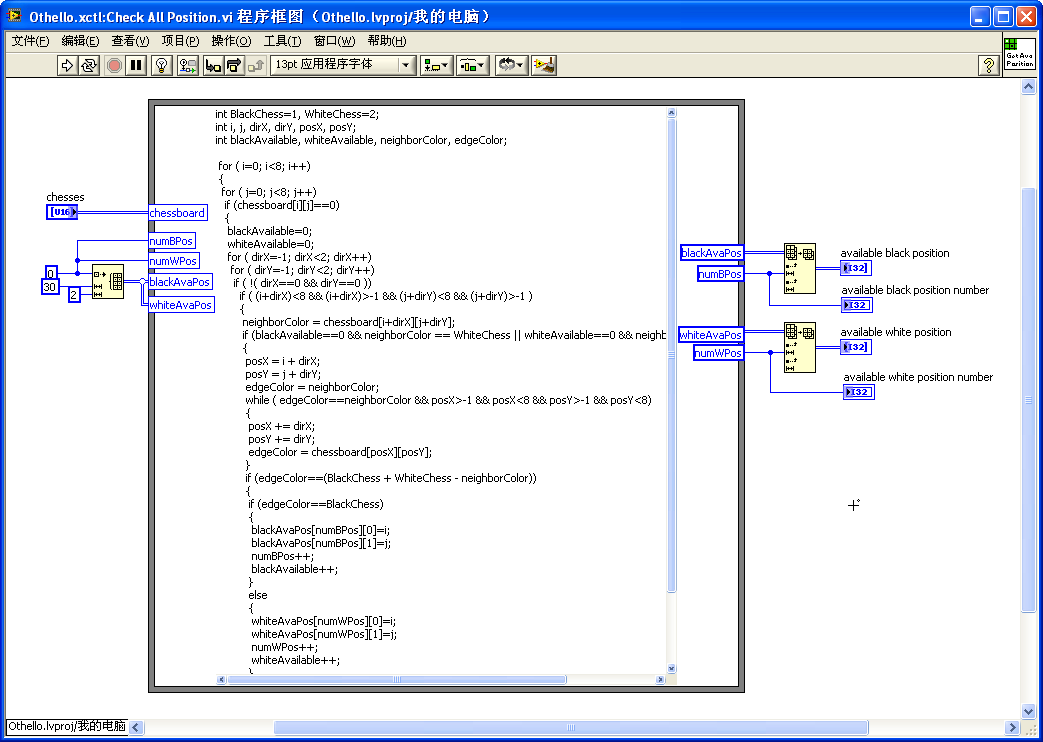 Othello.xctl:Check All Position.vi 程序框图（Othello.lvproj/我的电脑）
文件(F) 编辑(E) 查看(V) 项目(P) 操作(O) 工具(T) 窗口(W) 帮助(H)
13pt 应用程序字体
?
Get Ava
Position
chesses
[U16]
chessboard
numBPos
numWPos
blackAvaPos
whiteAvaPos
0
30
2
int BlackChess=1, WhiteChess=2;
int i, j, dirX, dirY, posX, posY;
int blackAvailable, whiteAvailable, neighborColor, edgeColor;
for ( i=0; i<8; i++)
{
for ( j=0; j<8; j++)
if (chessboard[i][j]==0)
{
blackAvailable=0;
whiteAvailable=0;
for ( dirX=-1; dirX<2; dirX++)
for ( dirY=-1; dirY<2; dirY++)
if ( !( dirX==0 && dirY==0 ))
if ( (i+dirX)<8 && (i+dirX)>-1 && (j+dirY)<8 && (j+dirY)>-1 )
{
neighborColor = chessboard[i+dirX][j+dirY];
if (blackAvailable==0 && neighborColor == WhiteChess || whiteAvailable==0 && neighb
{
posX = i + dirX;
posY = j + dirY;
edgeColor = neighborColor;
while ( edgeColor==neighborColor && posX>-1 && posX<8 && posY>-1 && posY<8)
{
posX += dirX;
posY += dirY;
edgeColor = chessboard[posX][posY];
}
if (edgeColor==(BlackChess + WhiteChess - neighborColor))
{
if (edgeColor==BlackChess)
{
blackAvaPos[numBPos][0]=i;
blackAvaPos[numBPos][1]=j;
numBPos++;
blackAvailable++;
}
else
{
whiteAvaPos[numWPos][0]=i;
whiteAvaPos[numWPos][1]=j;
numWPos++;
whiteAvailable++;
}
blackAvaPos
numBPos
whiteAvaPos
numWPos
available black position
[I32]
available black position number
I32
available white position
[I32]
available white position number
I32
Othello.lvproj/我的电脑